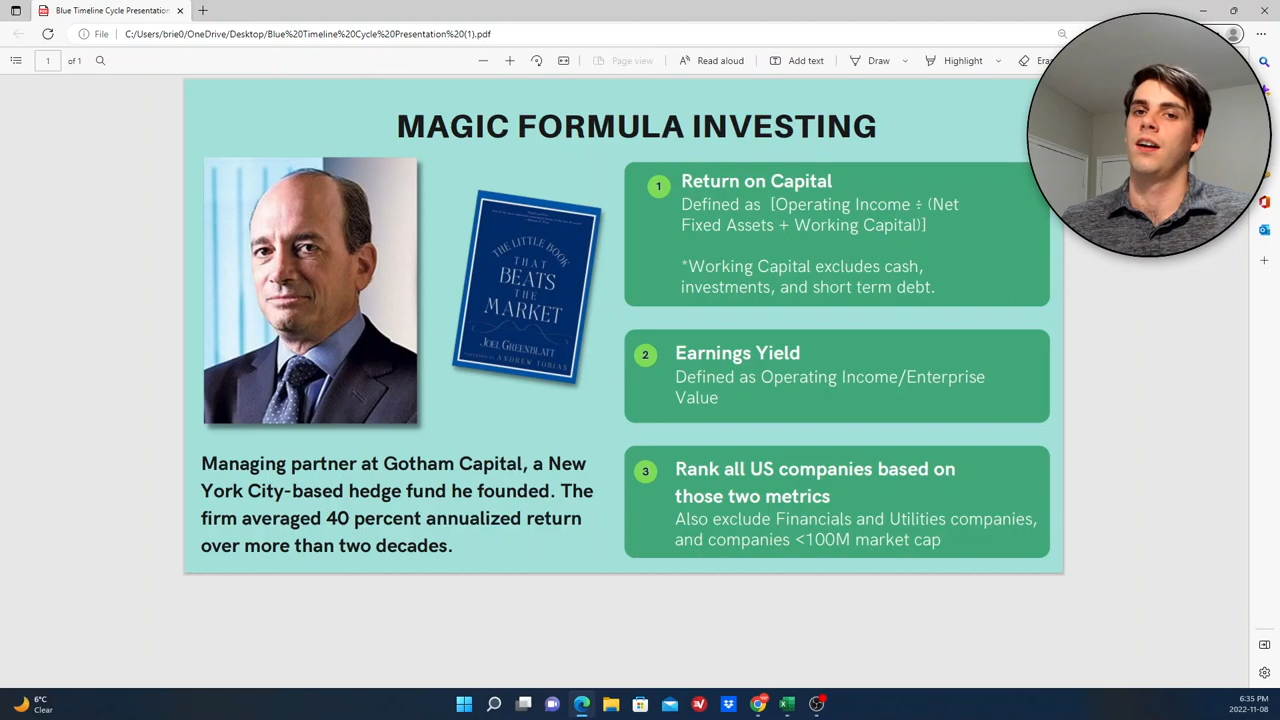 Blue Timeline Cycle Presentation
File
C:/Users/brie0/OneDrive/Desktop/Blue%20Timeline%20Cycle%20Presentation%20(1).pdf
1
of 1
Page view
Read aloud
Add text
Draw
Highlight
MAGIC FORMULA INVESTING
THE LITTLE BOOK
THAT
BEATS
THE
MARKET
JOEL GREENBLATT
FOREWORD BY ANDREW TOBIAS
Managing partner at Gotham Capital, a New
York City-based hedge fund he founded. The
firm averaged 40 percent annualized return
over more than two decades.
1
Return on Capital
Defined as [Operating Income ÷ (Net
Fixed Assets + Working Capital)]
*Working Capital excludes cash,
investments, and short term debt.
2
Earnings Yield
Defined as Operating Income/Enterprise
Value
3
Rank all US companies based on
those two metrics
Also exclude Financials and Utilities companies,
and companies <100M market cap
6°C
Clear
6:35 PM
2022-11-08